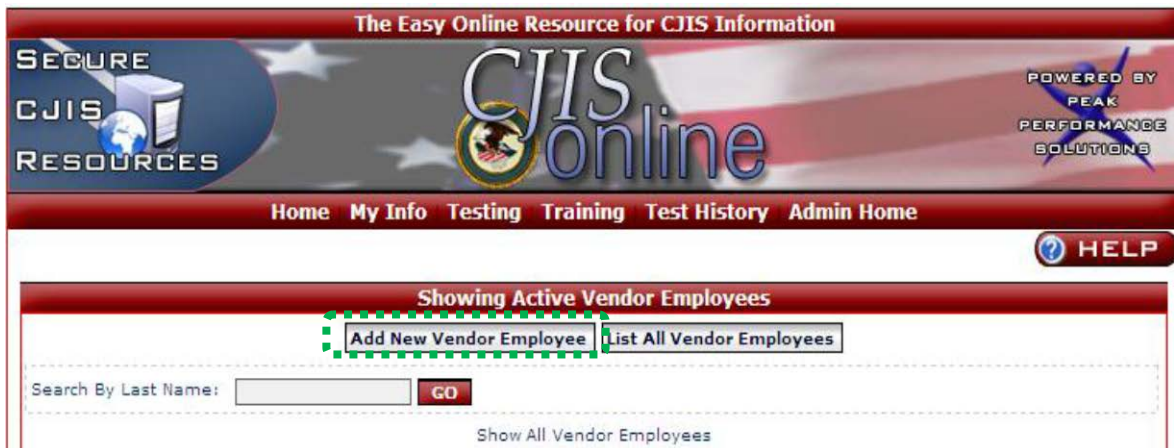 The Easy Online Resource for CJIS Information
SECURE
CJIS
RESOURCES
CJIS
online
POWERED BY
PEAK
PERFORMANCE
SOLUTIONS
Home My Info Testing Training Test History Admin Home
? HELP
Showing Active Vendor Employees
Add New Vendor Employee List All Vendor Employees
Search By Last Name: GO
Show All Vendor Employees